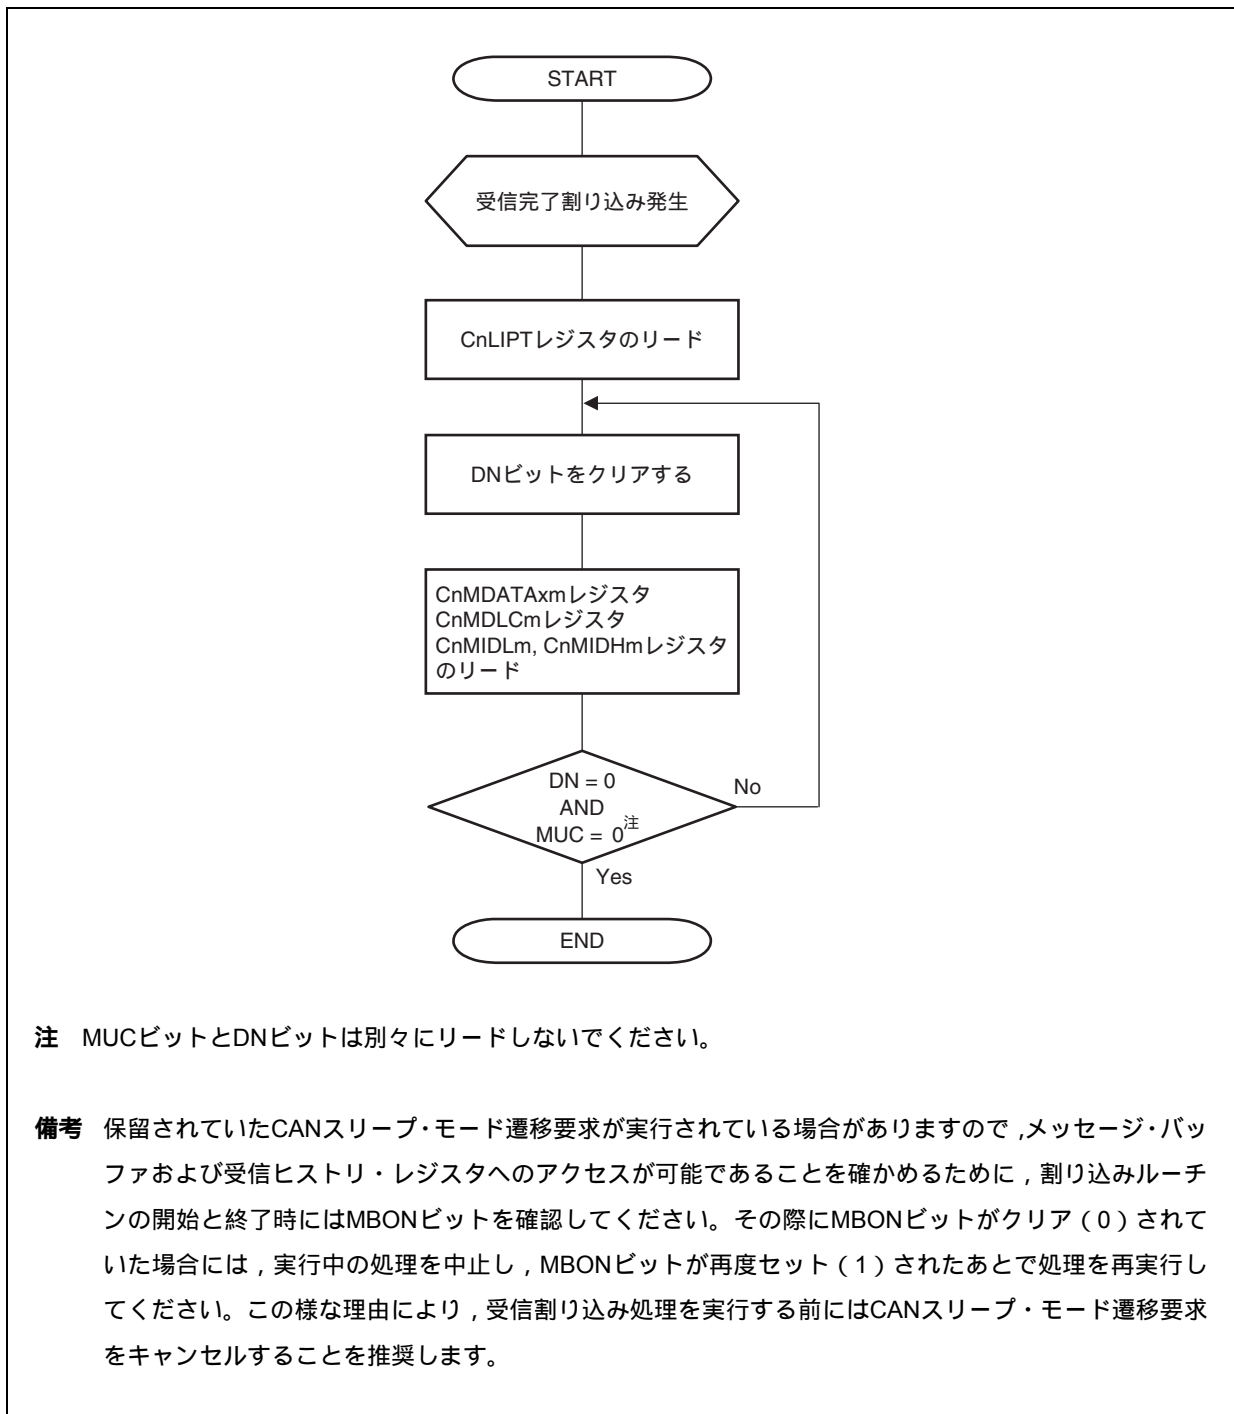 START
受信完了割り込み発生
CnLIPTレジスタのリード
DNビットをクリアする
CnMDATAxmレジスタ
CnMDLCmレジスタ
CnMIDLm, CnMIDHmレジスタ
のリード
DN = 0
AND
MUC = 0注
No
Yes
END
注 MUCビットとDNビットは別々にリードしないでください。
備考 保留されていたCANスリープ・モード遷移要求が実行されている場合がありますので,メッセージ・バッ
ファおよび受信ヒストリ・レジスタへのアクセスが可能であることを確かめるために,割り込みルーチ
ンの開始と終了時にはMBONビットを確認してください。その際にMBONビットがクリア(0)されて
いた場合には,実行中の処理を中止し,MBONビットが再度セット(1)されたあとで処理を再実行し
てください。この様な理由により,受信割り込み処理を実行する前にはCANスリープ・モード遷移要求
をキャンセルすることを推奨します。